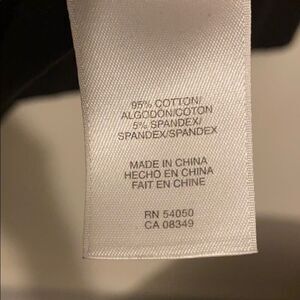 95% COTTON/
ALGODÓN/COTON
5% SPANDEX/
SPANDEX/SPANDEX
MADE IN CHINA
HECHO EN CHINA
FAIT EN CHINE
RN 54050
CA 08349